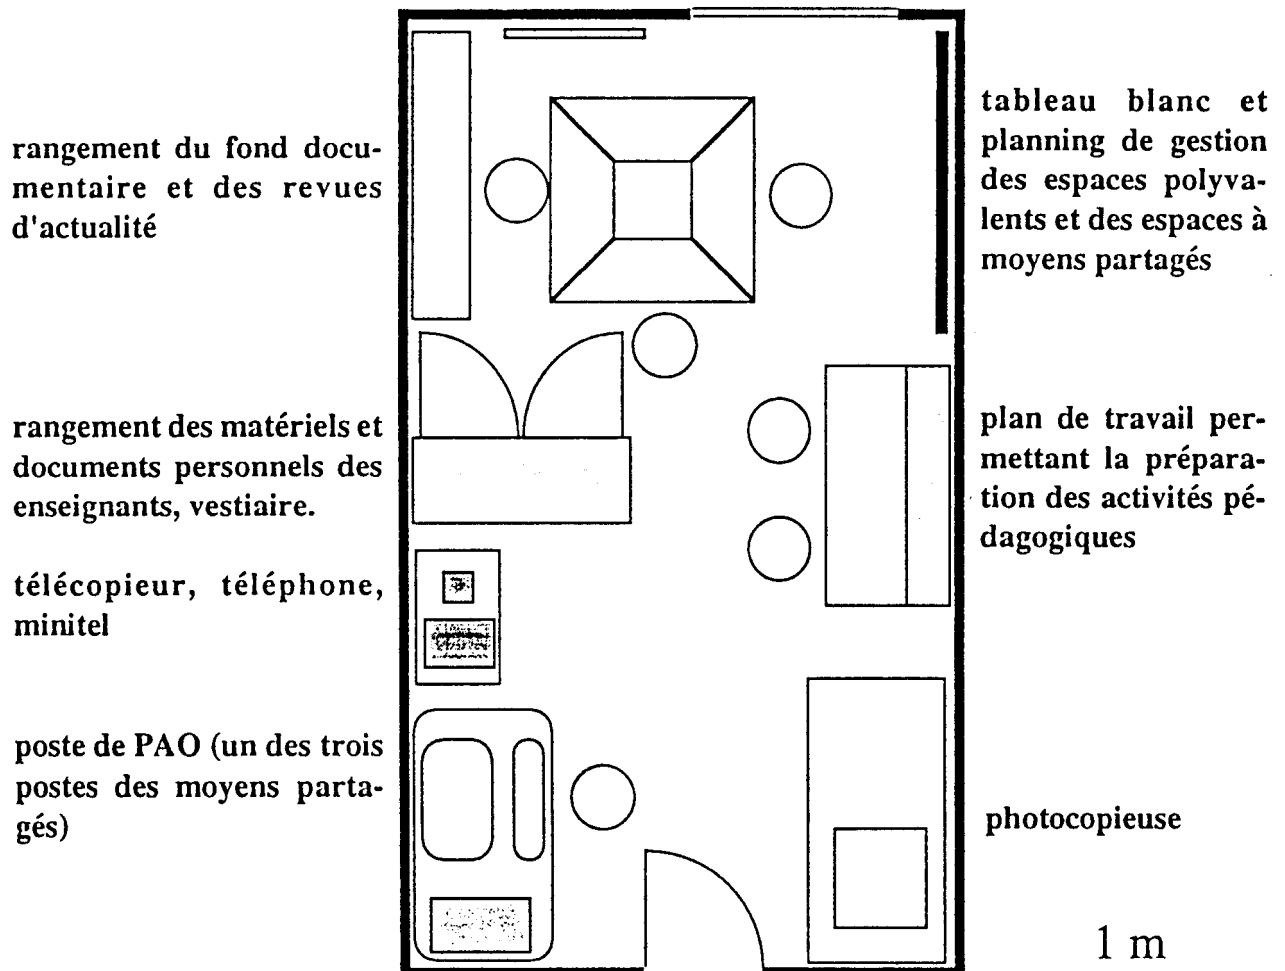 rangement du fond docu-
mentaire et des revues
d'actualité
rangement des matériels et
documents personnels des
enseignants, vestiaire.
télécopieur, téléphone,
minitel
poste de PAO (un des trois
postes des moyens parta-
gés)
tableau blanc et
planning de gestion
des espaces polyva-
lents et des espaces à
moyens partagés
plan de travail per-
mettant la prépara-
tion des activités pé-
dagogiques
photocopieuse
1 m